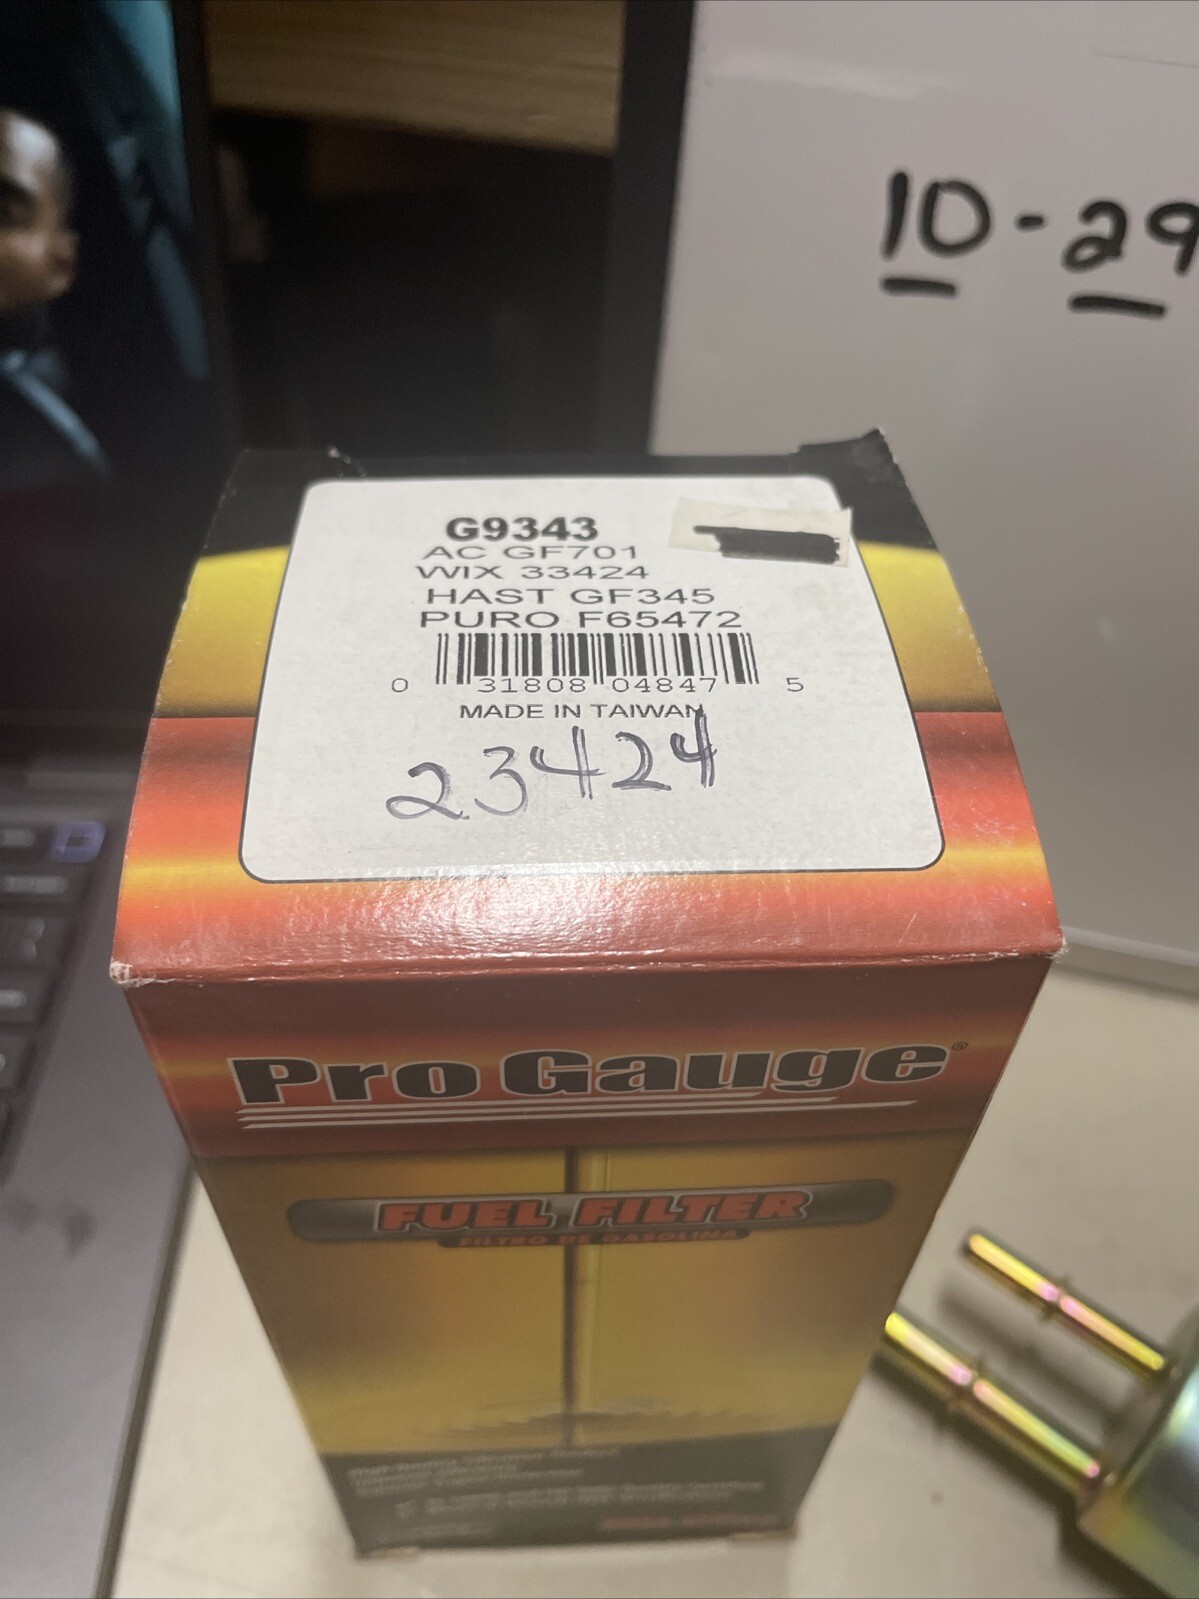 10-29
G9343
AC GF701
WIX 33424
HAST GF345
PURO F65472
0 31808 04847 5
MADE IN TAIWAN
23424
Pro Gauge®
FUEL FILTER
FILTRO DE GASOLINA